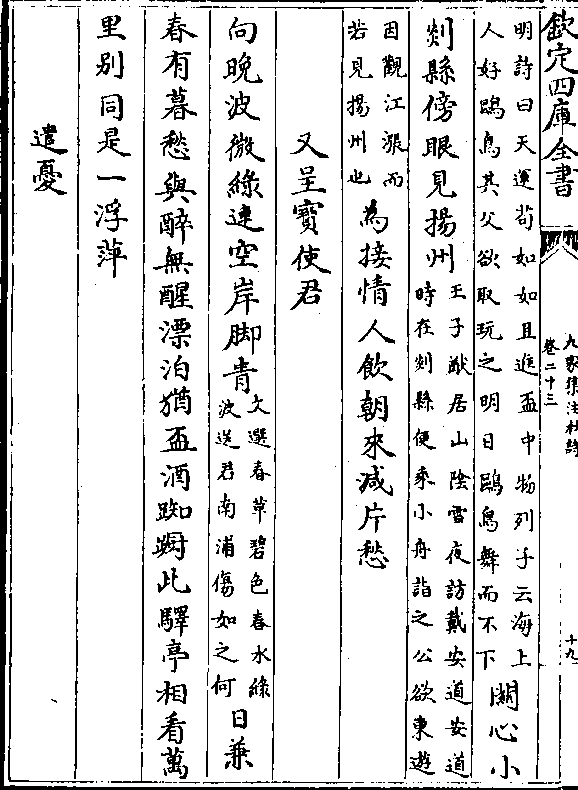 欽定四庫全書
九家集注杜詩
卷二十三
十九
明詩曰天運苟如如且進盃中物列子云海上
人好鷗鳥其父欲取玩之明日鷗鳥舞而不下
關心小
剡縣傍眼見揚州
王子猷居山陰雪夜訪戴安道安道
時在剡縣便乘小舟詣之公欲東遊
因觀江漲而
若見揚州也
為接情人飲朝來減片愁
又呈竇使君
向晚波微綠連空岸脚青
文選春草碧色春水綠
波送君南浦傷如之何
日兼
春有暮愁與醉無醒漂泊猶盃酒踟躕此驛亭相看萬
里別同是一浮萍
遣憂